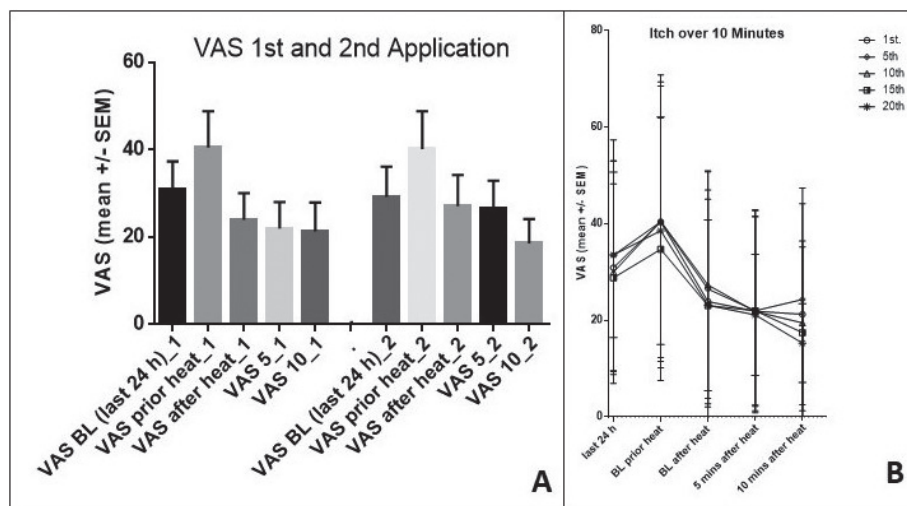 VAS 1st and 2nd Application
VAS (mean +/- SEM)
60
40
20
0
VAS BL (last 24 h)_1
VAS prior heat_1
VAS after heat_1
VAS 5_1
VAS 10_1
.
VAS BL (last 24 h)_2
VAS prior heat_2
VAS after heat_2
VAS 5_2
VAS 10_2
A
Itch over 10 Minutes
VAS (mean +/- SEM)
80
60
40
20
0
last 24 h
BL prior heat
BL after heat
5 mins after heat
10 mins after heat
1st.
5th
10th
15th
20th
B